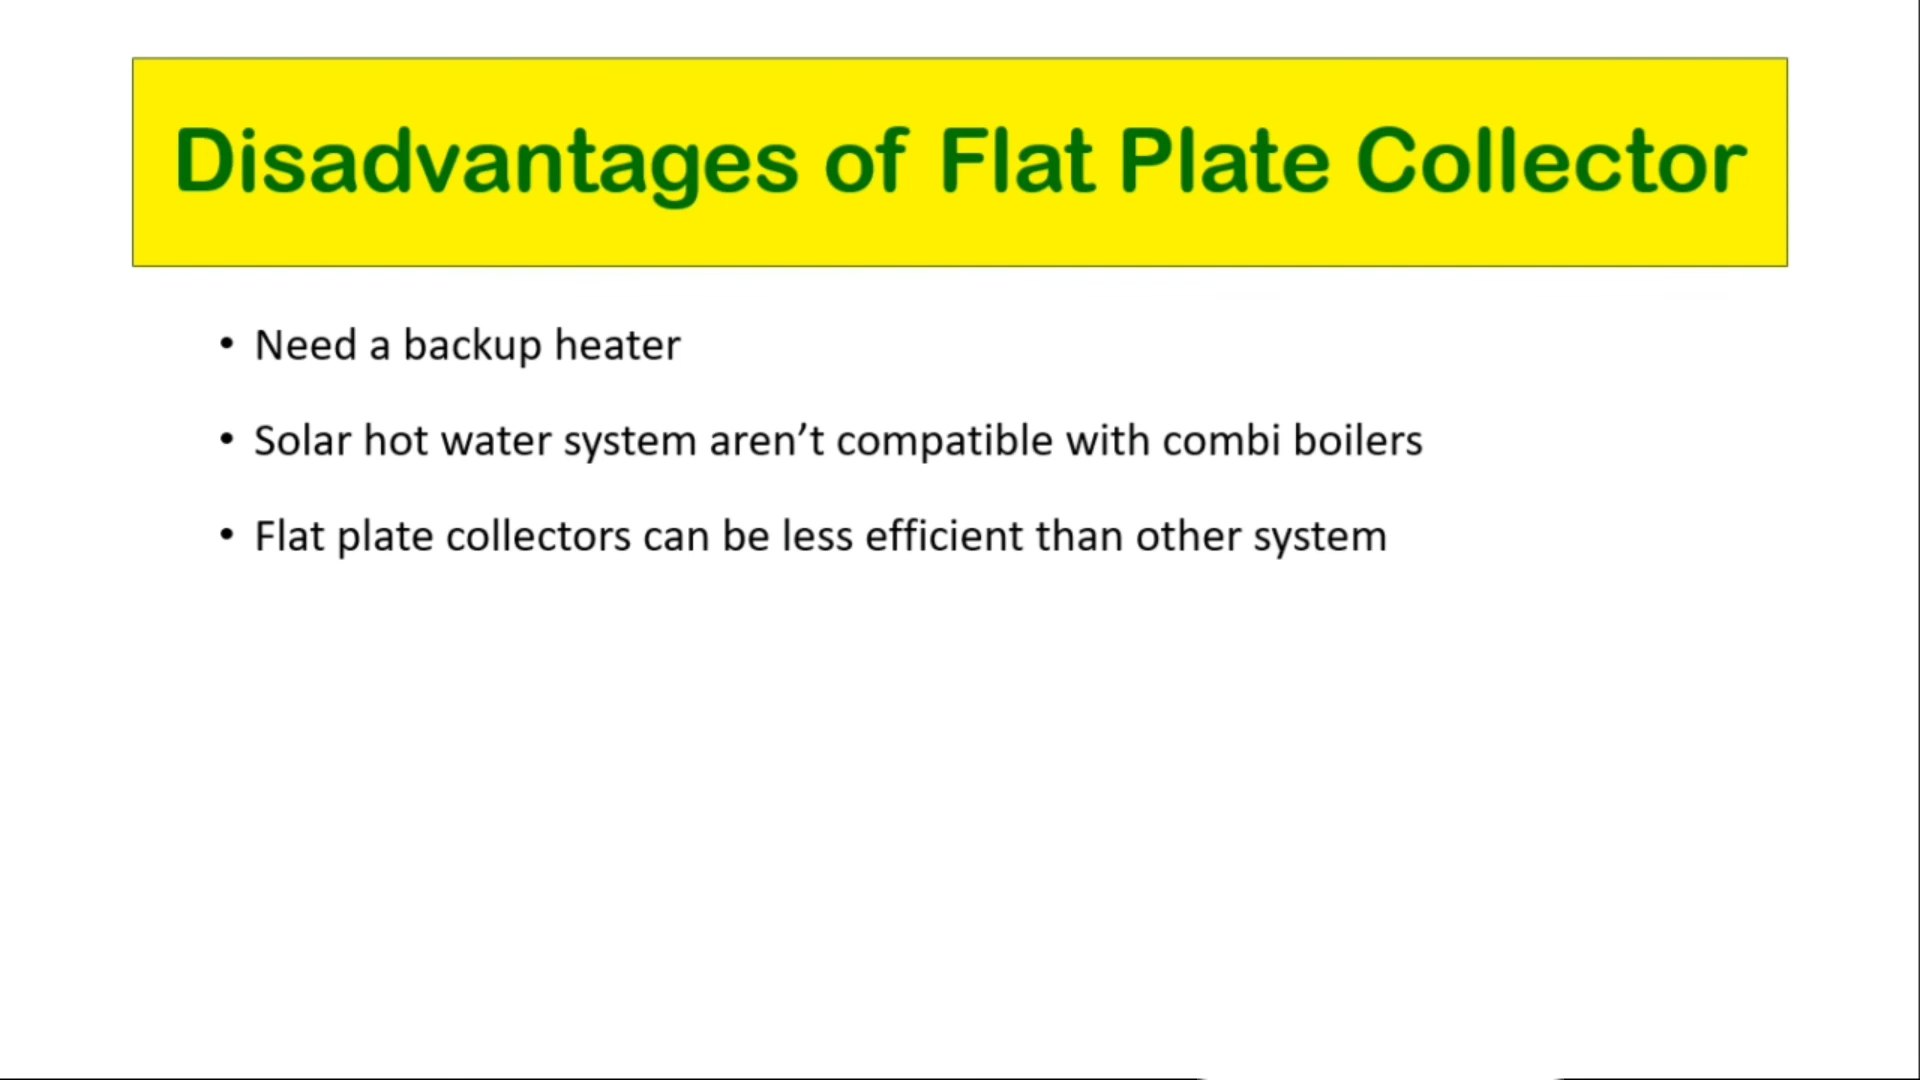 Disadvantages of Flat Plate Collector
• Need a backup heater
• Solar hot water system aren’t compatible with combi boilers
• Flat plate collectors can be less efficient than other system